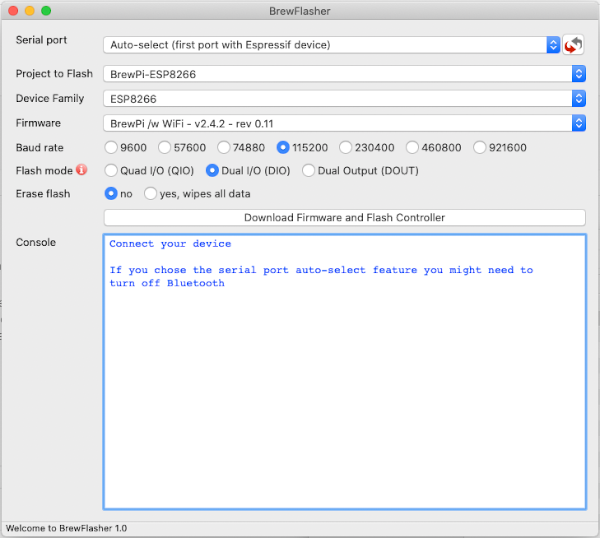 BrewFlasher
Serial port Auto-select (first port with Espressif device)
Project to Flash BrewPi-ESP8266
Device Family ESP8266
Firmware BrewPi /w WiFi - v2.4.2 - rev 0.11
Baud rate 9600 57600 74880 115200 230400 460800 921600
Flash mode Quad I/O (QIO) Dual I/O (DIO) Dual Output (DOUT)
Erase flash no yes, wipes all data
Download Firmware and Flash Controller
Console Connect your device
If you chose the serial port auto-select feature you might need to
turn off Bluetooth
Welcome to BrewFlasher 1.0